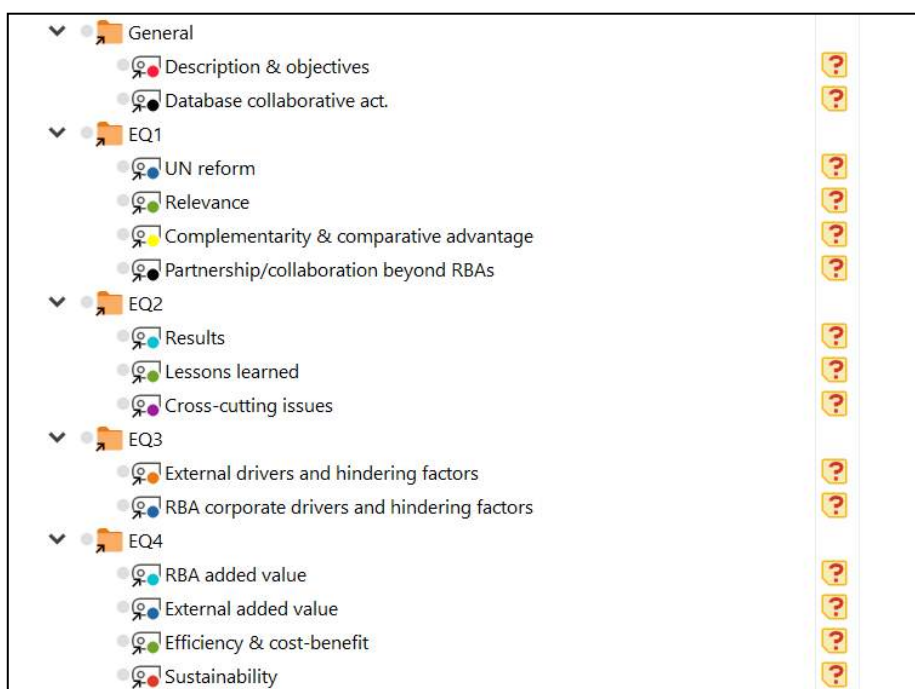 General
Description & objectives
Database collaborative act.
EQ1
UN reform
Relevance
Complementarity & comparative advantage
Partnership/collaboration beyond RBAs
EQ2
Results
Lessons learned
Cross-cutting issues
EQ3
External drivers and hindering factors
RBA corporate drivers and hindering factors
EQ4
RBA added value
External added value
Efficiency & cost-benefit
Sustainability